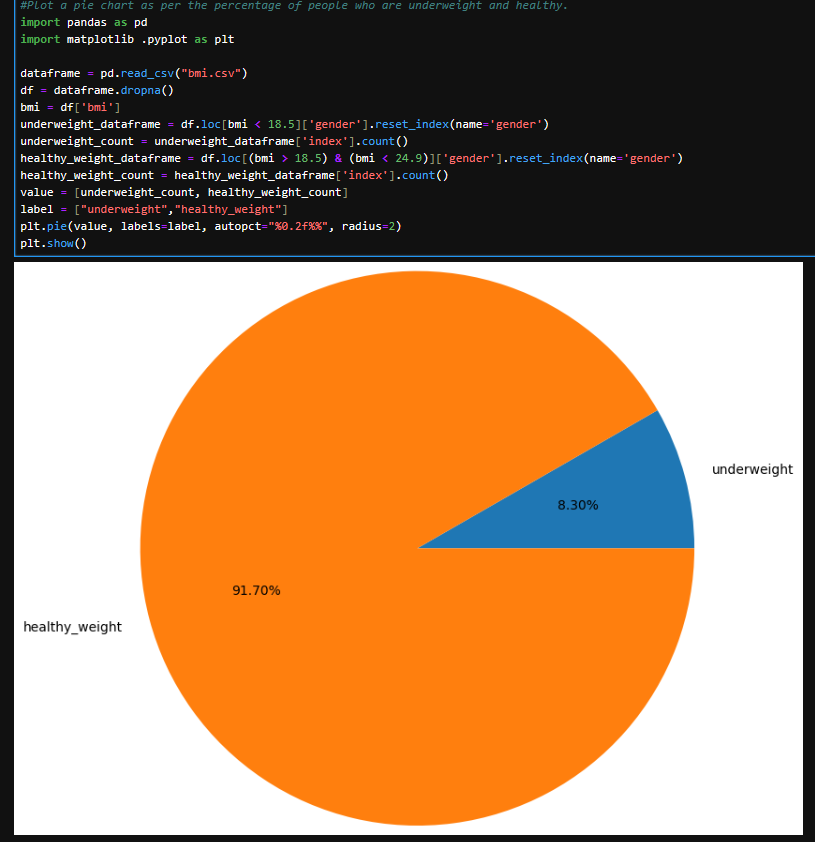 #Plot a pie chart as per the percentage of people who are underweight and healthy.
import pandas as pd
import matplotlib .pyplot as plt
dataframe = pd.read_csv("bmi.csv")
df = dataframe.dropna()
bmi = df['bmi']
underweight_dataframe = df.loc[bmi < 18.5]['gender'].reset_index(name='gender')
underweight_count = underweight_dataframe['index'].count()
healthy_weight_dataframe = df.loc[(bmi > 18.5) & (bmi < 24.9)]['gender'].reset_index(name='gender')
healthy_weight_count = healthy_weight_dataframe['index'].count()
value = [underweight_count, healthy_weight_count]
label = ["underweight","healthy_weight"]
plt.pie(value, labels=label, autopct="%0.2f%%", radius=2)
plt.show()
underweight
8.30%
91.70%
healthy_weight